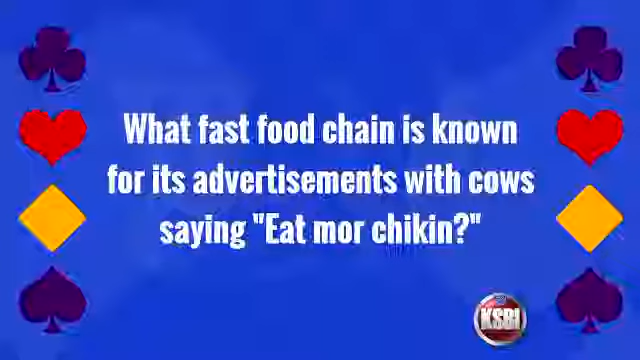 What fast food chain is known
for its advertisements with cows
saying "Eat mor chikin?"
KSBI